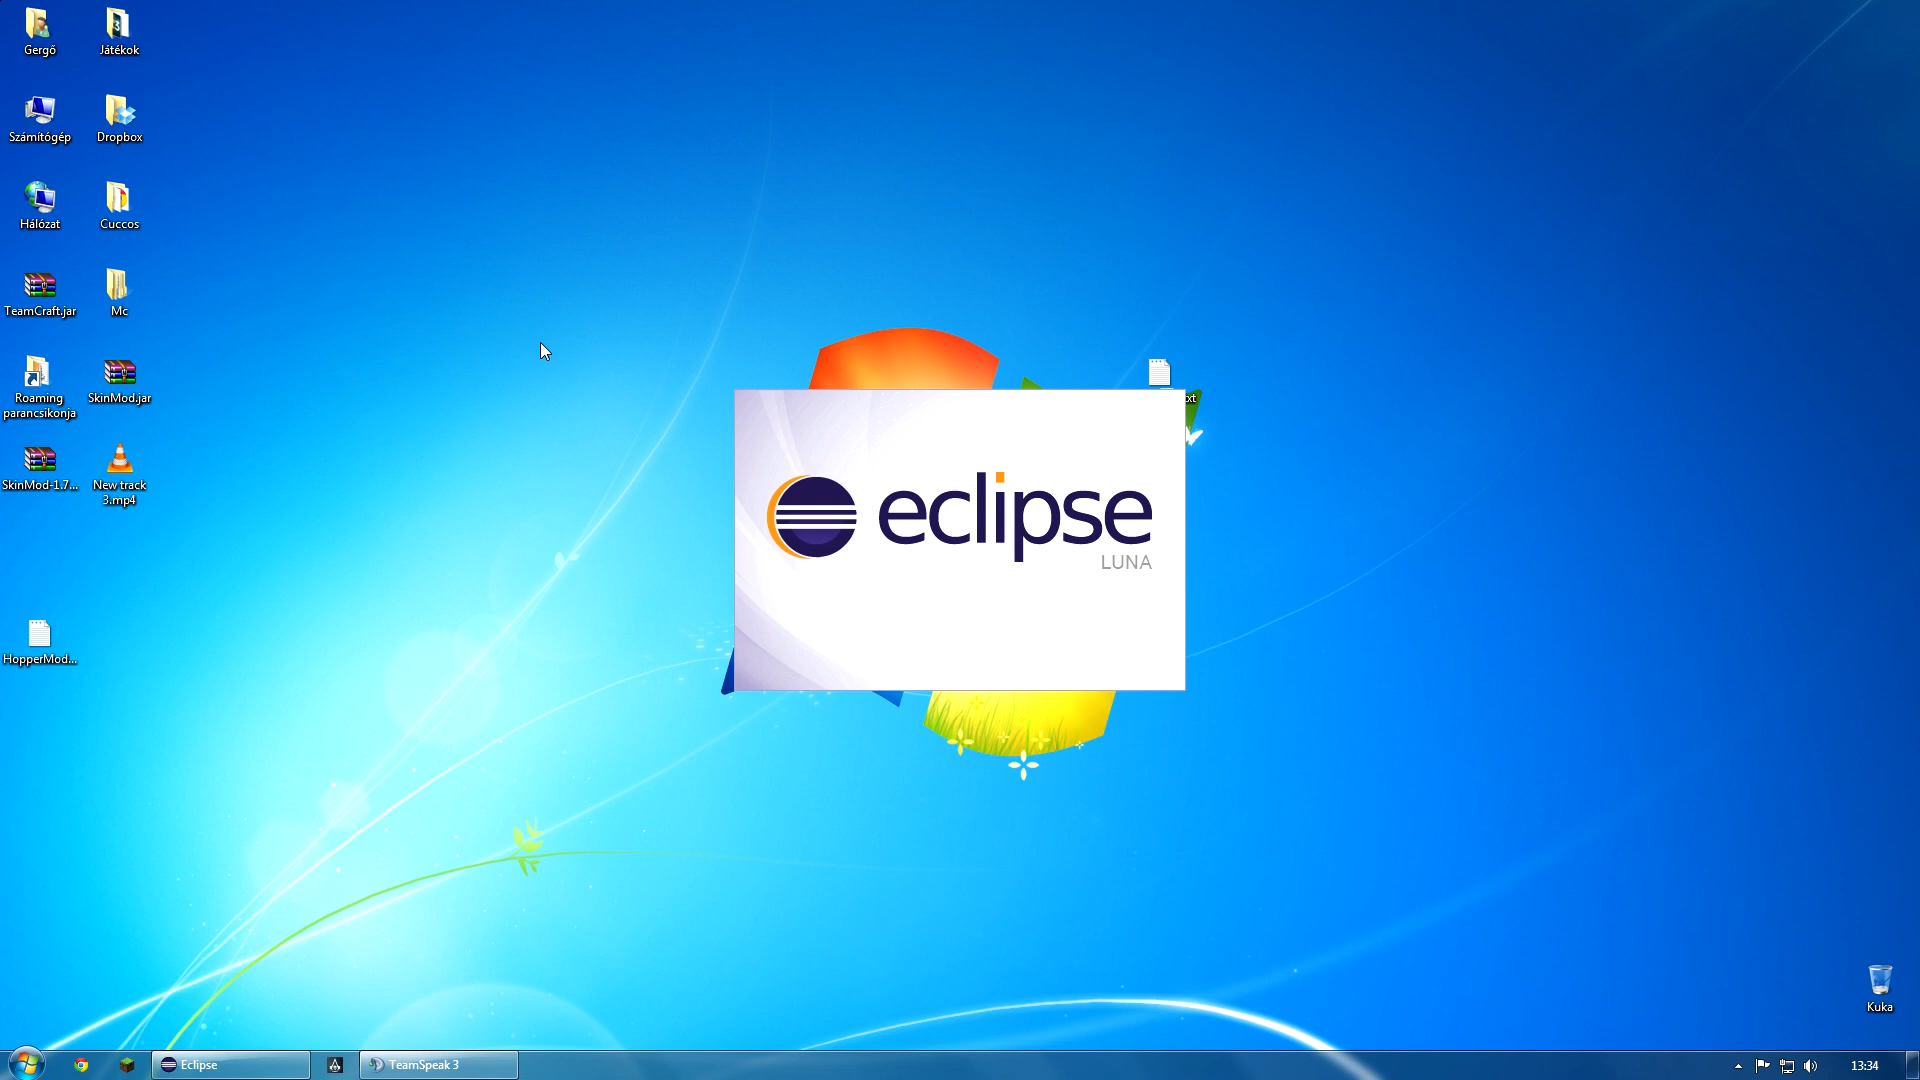 Gergő
Játékok
Számítógép
Dropbox
Hálózat
Cuccos
TeamCraft.jar
Mc
Roaming
parancsikonja
SkinMod.jar
SkinMod-1.7...
New track
3.mp4
HopperMod...
xt
eclipse
LUNA
Kuka
Eclipse
TeamSpeak 3
13:34